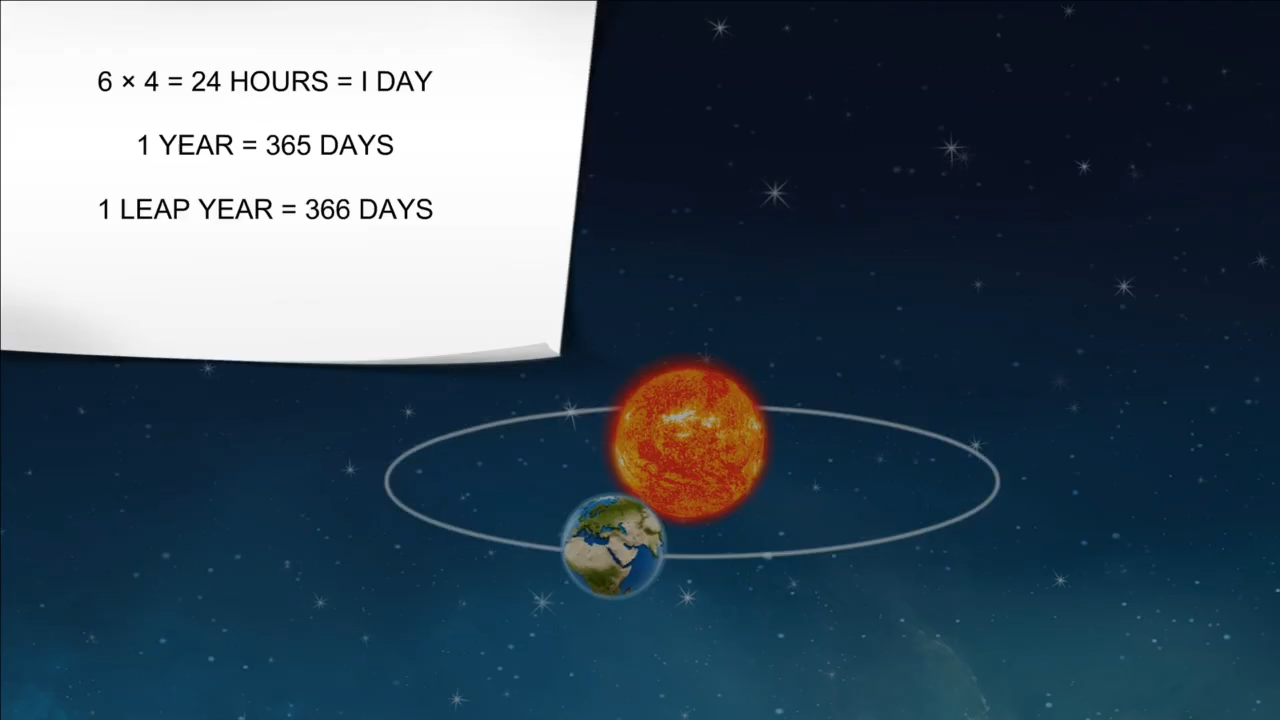 6 × 4 = 24 HOURS = I DAY
1 YEAR = 365 DAYS
1 LEAP YEAR = 366 DAYS